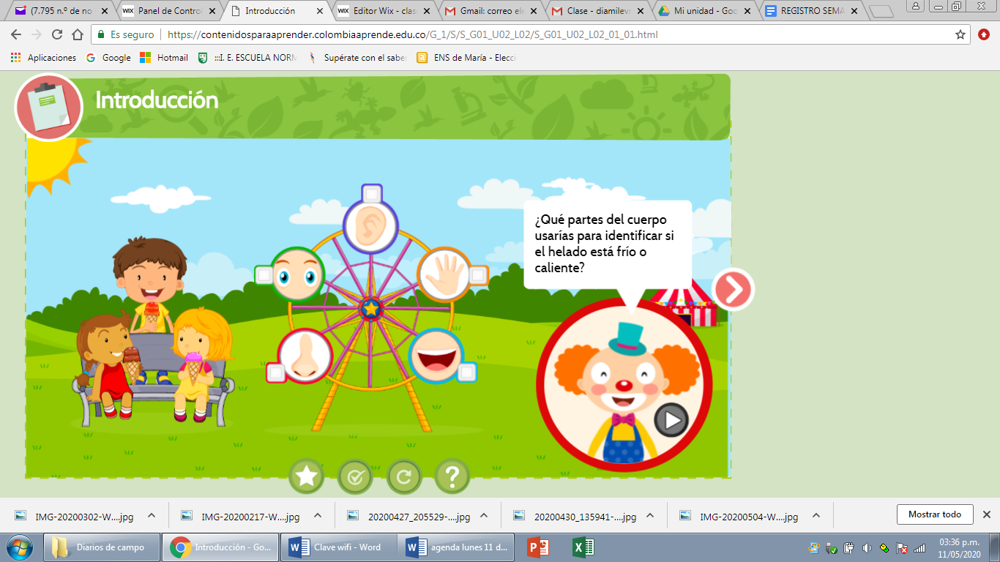 (7.795 n.º de no
Panel de Contro
Introducción
Editor Wix - clas
Gmail: correo ele
Clase - diamilevr
Mi unidad - Goo
REGISTRO SEMA
Es seguro
https://contenidosparaaprender.colombiaaprende.edu.co/G_1/S/S_G01_U02_L02/S_G01_U02_L02_01_01.html
Aplicaciones
Google
Hotmail
:::I. E. ESCUELA NORM
Supérate con el sabe
ENS de María - Elecci
Introducción
¿Qué partes del cuerpo
usarías para identificar si
el helado está frío o
caliente?
?
IMG-20200302-W....jpg
IMG-20200217-W....jpg
20200427_205529-....jpg
20200430_135941-....jpg
IMG-20200504-W....jpg
Mostrar todo
Diarios de campo
Introducción - Go...
Clave wifi - Word
agenda lunes 11 d...
03:36 p.m.
11/05/2020